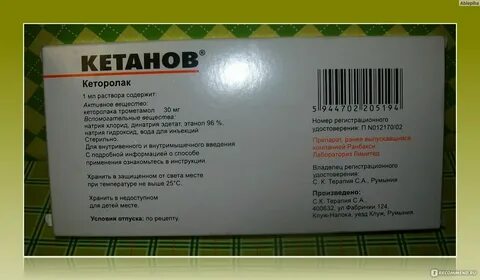 Ablepiha
КЕТАНОВ®
Кеторолак
1 мл раствора содержит:
Активное вещество:
кеторолака трометамол 30 мг
Вспомогательные вещества:
натрия хлорид, динатрия эдетат, этанол 96 %,
натрия гидроксид, вода для инъекций
Стерильно.
Для внутривенного и внутримышечного введения
С подробной информацией о способе
применения ознакомьтесь в инструкции
Хранить в защищенном от света месте
при температуре не выше 25°С.
Хранить в недоступном
для детей месте.
Условия отпуска: по рецепту.
5 944702 205194
Номер регистрационного
удостоверения: П N012170/02
Препарат, ранее выпускавшийся
компанией Ранбакси
Лабораториз Лимитед
Владелец регистрационного
удостоверения:
С. К. Терапия С.А., Румыния
Произведено:
С.К. Терапия С.А.,
400632, ул Фабричии 124,
Клуж-Напока, уезд Клуж, Румыния
IRECOMMEND.RU